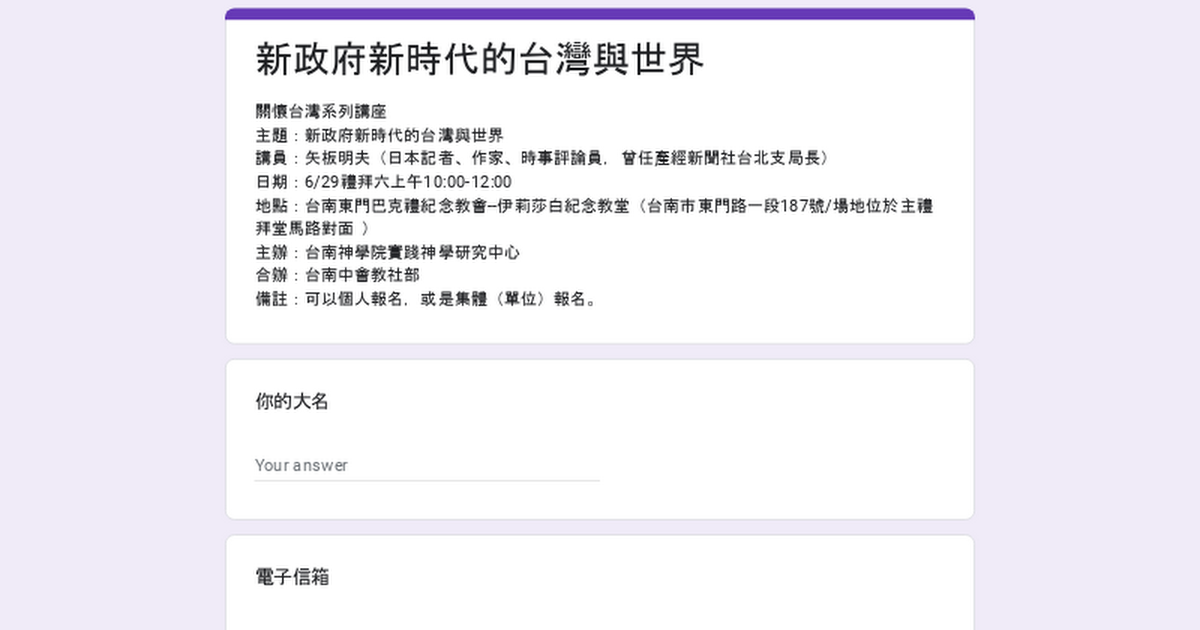 新政府新時代的台灣與世界
關懷台灣系列講座
主題：新政府新時代的台灣與世界
講員：矢板明夫（日本記者、作家、時事評論員，曾任產經新聞社台北支局長）
日期：6/29禮拜六上午10:00-12:00
地點：台南東門巴克禮紀念教會--伊莉莎白紀念教堂（台南市東門路一段187號/場地位於主禮
拜堂馬路對面 ）
主辦：台南神學院實踐神學研究中心
合辦：台南中會教社部
備註：可以個人報名，或是集體（單位）報名。
你的大名
Your answer
電子信箱